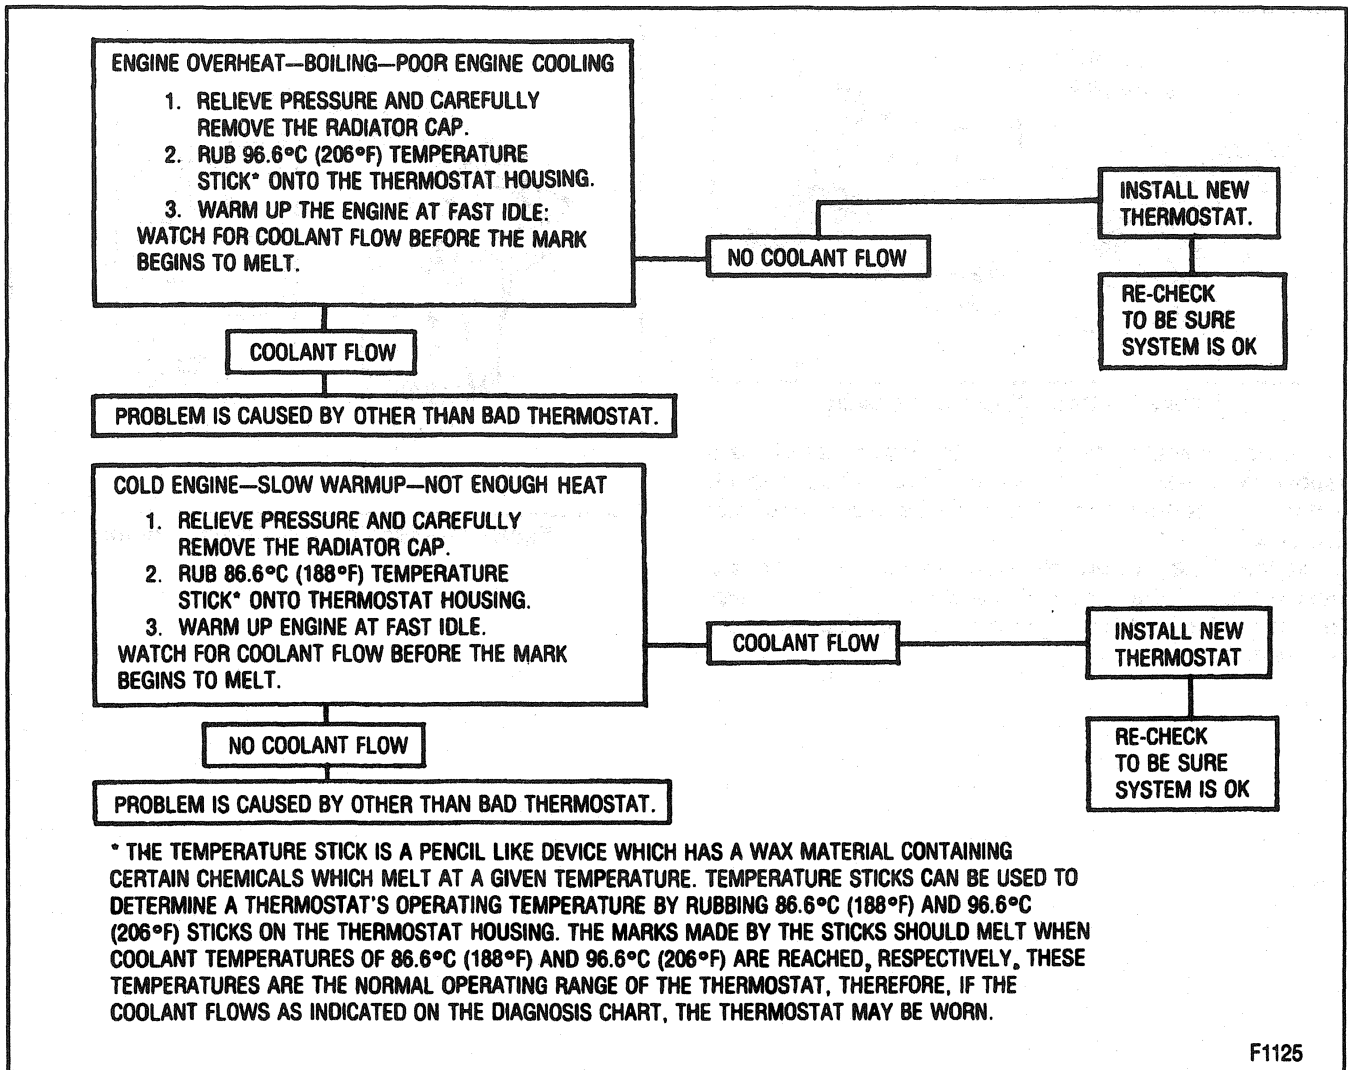 ENGINE OVERHEAT—BOILING—POOR ENGINE COOLING
1. RELIEVE PRESSURE AND CAREFULLY
REMOVE THE RADIATOR CAP.
2. RUB 96.6°C (206°F) TEMPERATURE
STICK* ONTO THE THERMOSTAT HOUSING.
3. WARM UP THE ENGINE AT FAST IDLE:
WATCH FOR COOLANT FLOW BEFORE THE MARK
BEGINS TO MELT.
NO COOLANT FLOW
INSTALL NEW
THERMOSTAT.
RE-CHECK
TO BE SURE
SYSTEM IS OK
COOLANT FLOW
PROBLEM IS CAUSED BY OTHER THAN BAD THERMOSTAT.
COLD ENGINE—SLOW WARMUP—NOT ENOUGH HEAT
1. RELIEVE PRESSURE AND CAREFULLY
REMOVE THE RADIATOR CAP.
2. RUB 86.6°C (188°F) TEMPERATURE
STICK* ONTO THERMOSTAT HOUSING.
3. WARM UP ENGINE AT FAST IDLE.
WATCH FOR COOLANT FLOW BEFORE THE MARK
BEGINS TO MELT.
COOLANT FLOW
INSTALL NEW
THERMOSTAT
RE-CHECK
TO BE SURE
SYSTEM IS OK
NO COOLANT FLOW
PROBLEM IS CAUSED BY OTHER THAN BAD THERMOSTAT.
* THE TEMPERATURE STICK IS A PENCIL LIKE DEVICE WHICH HAS A WAX MATERIAL CONTAINING
CERTAIN CHEMICALS WHICH MELT AT A GIVEN TEMPERATURE. TEMPERATURE STICKS CAN BE USED TO
DETERMINE A THERMOSTAT'S OPERATING TEMPERATURE BY RUBBING 86.6°C (188°F) AND 96.6°C
(206°F) STICKS ON THE THERMOSTAT HOUSING. THE MARKS MADE BY THE STICKS SHOULD MELT WHEN
COOLANT TEMPERATURES OF 86.6°C (188°F) AND 96.6°C (206°F) ARE REACHED, RESPECTIVELY. THESE
TEMPERATURES ARE THE NORMAL OPERATING RANGE OF THE THERMOSTAT, THEREFORE, IF THE
COOLANT FLOWS AS INDICATED ON THE DIAGNOSIS CHART, THE THERMOSTAT MAY BE WORN.
F1125